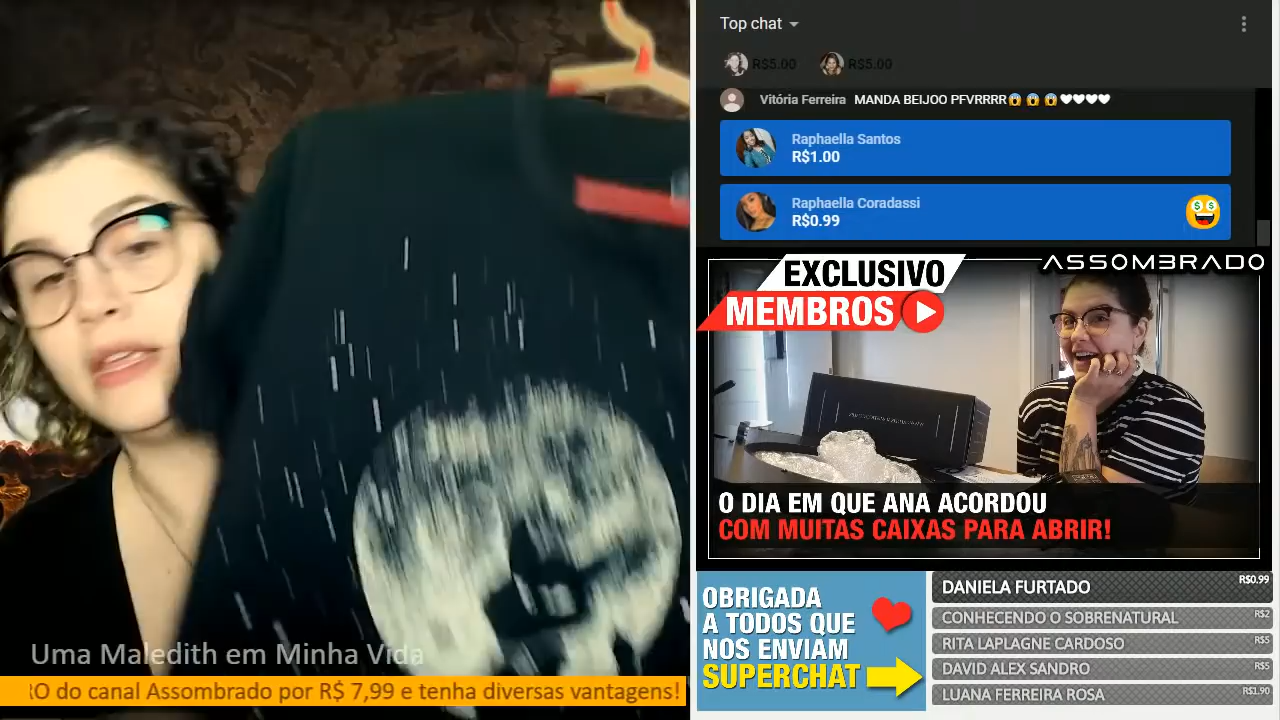 Top chat
R$5.00 R$5.00
Vitória Ferreira MANDA BEIJOO PFVRRRR😱😱😱🤍🤍🤍🤍
Raphaella Santos
R$1.00
Raphaella Coradassi
R$0.99
EXCLUSIVO
MEMBROS
ASSOMBRADO
O DIA EM QUE ANA ACORDOU
COM MUITAS CAIXAS PARA ABRIR!
Uma Maledith em Minha Vida
RO do canal Assombrado por R$ 7,99 e tenha diversas vantagens!
OBRIGADA
A TODOS QUE
NOS ENVIAM
SUPERCHAT
DANIELA FURTADO R$0.99
CONHECENDO O SOBRENATURAL R$2
RITA LAPLAGNE CARDOSO R$5
DAVID ALEX SANDRO R$5
LUANA FERREIRA ROSA R$1.90